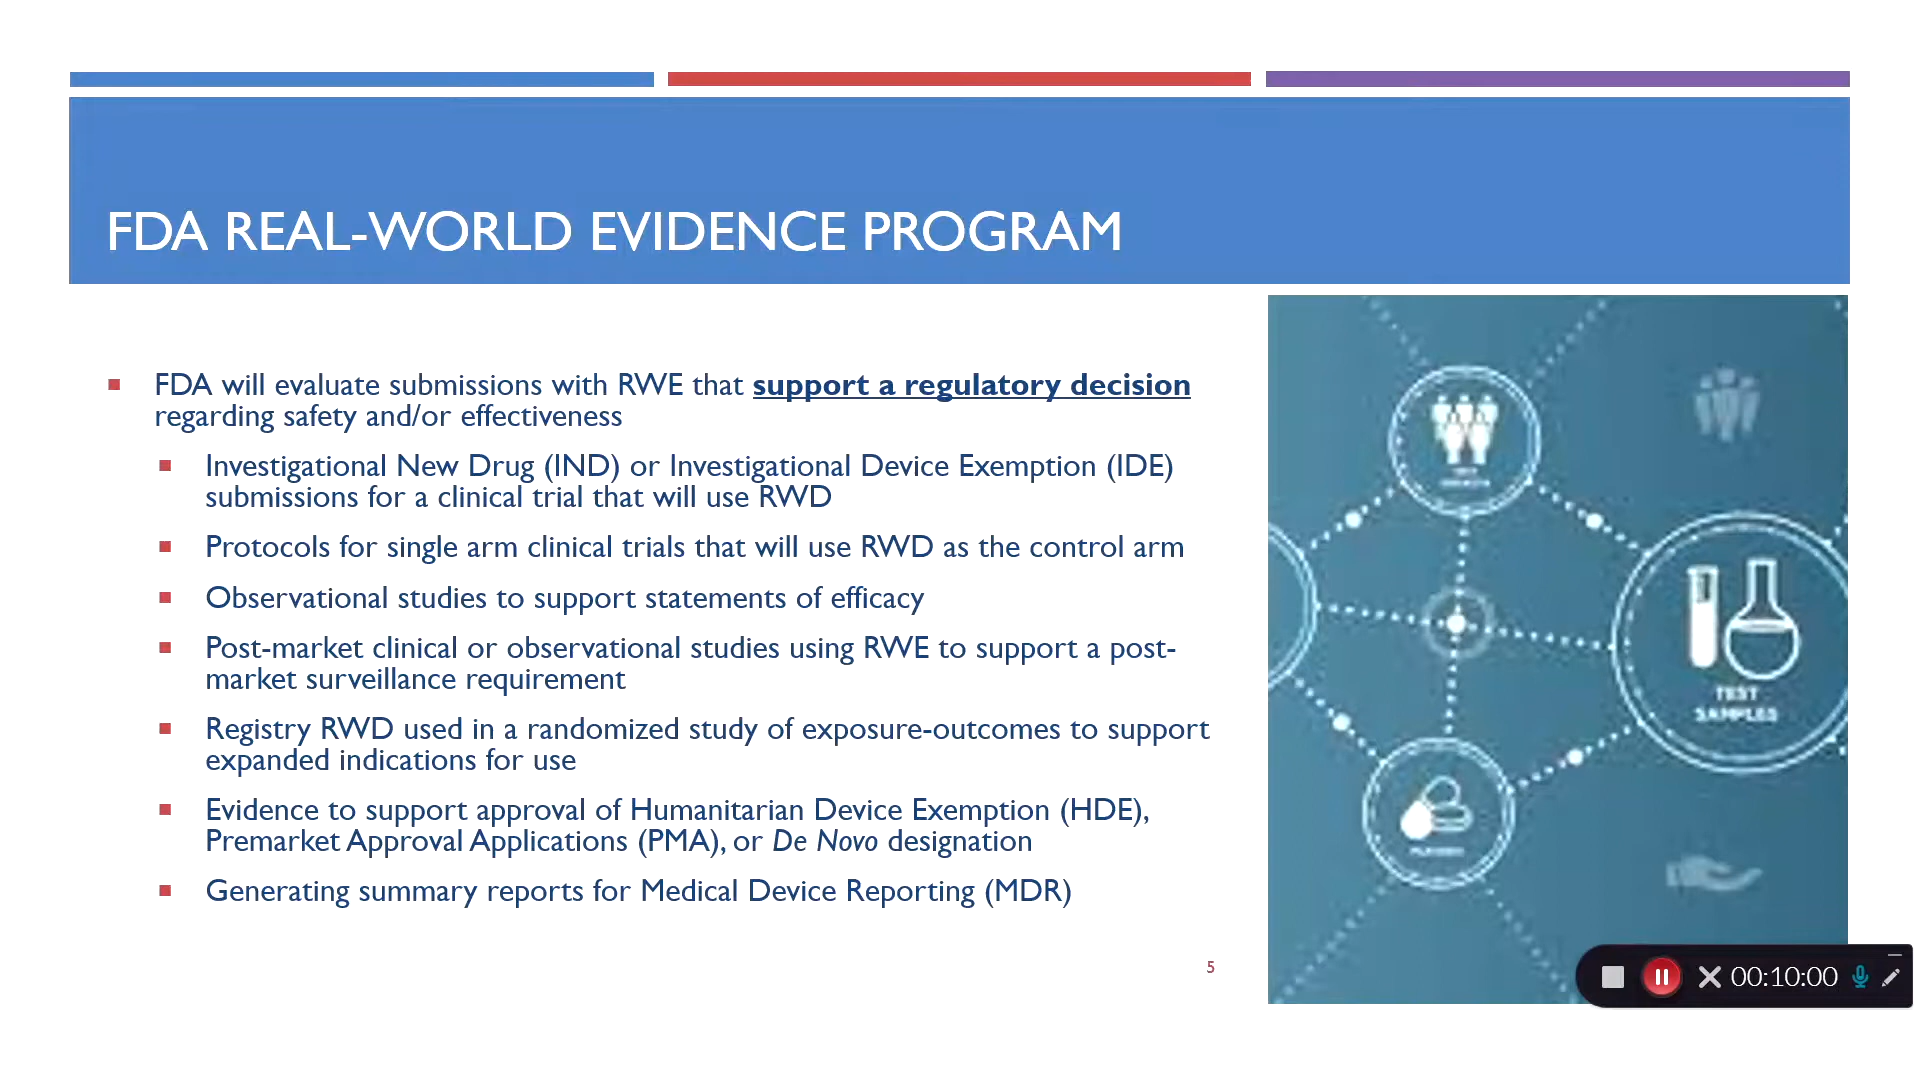 FDA REAL-WORLD EVIDENCE PROGRAM
FDA will evaluate submissions with RWE that support a regulatory decision
regarding safety and/or effectiveness
Investigational New Drug (IND) or Investigational Device Exemption (IDE)
submissions for a clinical trial that will use RWD
Protocols for single arm clinical trials that will use RWD as the control arm
Observational studies to support statements of efficacy
Post-market clinical or observational studies using RWE to support a post-
market surveillance requirement
Registry RWD used in a randomized study of exposure-outcomes to support
expanded indications for use
Evidence to support approval of Humanitarian Device Exemption (HDE),
Premarket Approval Applications (PMA), or De Novo designation
Generating summary reports for Medical Device Reporting (MDR)
5
TEST
SAMPLES
00:10:00